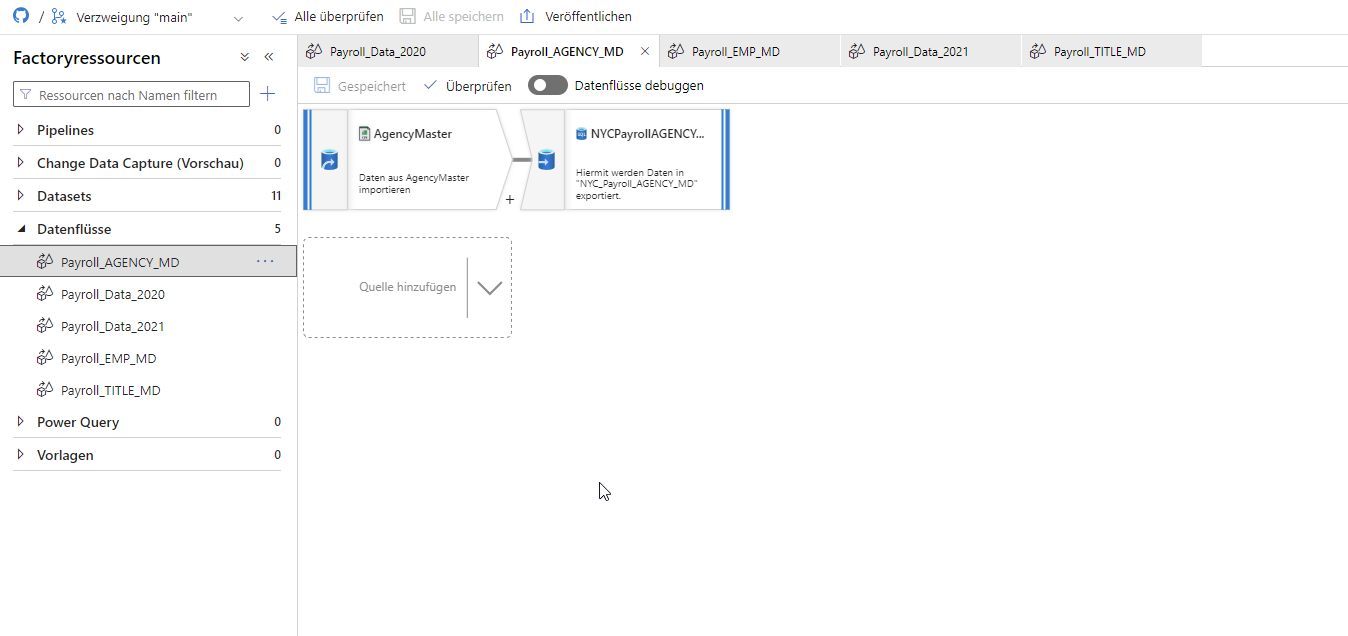 / Verzweigung "main" Alle überprüfen Alle speichern Veröffentlichen
Factoryressourcen
Ressourcen nach Namen filtern
Pipelines 0
Change Data Capture (Vorschau) 0
Datasets 11
Datenflüsse 5
Payroll_AGENCY_MD ...
Payroll_Data_2020
Payroll_Data_2021
Payroll_EMP_MD
Payroll_TITLE_MD
Power Query 0
Vorlagen 0
Payroll_Data_2020 Payroll_AGENCY_MD Payroll_EMP_MD Payroll_Data_2021 Payroll_TITLE_MD
Gespeichert Überprüfen Datenflüsse debuggen
AgencyMaster
Daten aus AgencyMaster
importieren
+
NYCPayrollAGENCY...
Hiermit werden Daten in
"NYC_Payroll_AGENCY_MD"
exportiert.
Quelle hinzufügen